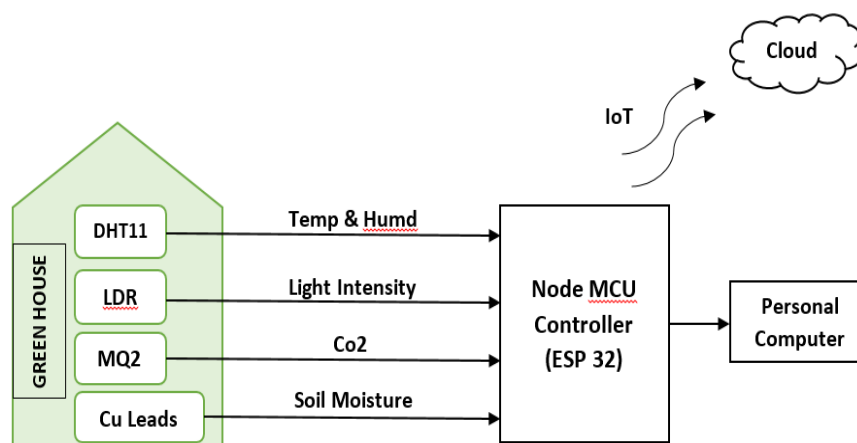 Cloud
IoT
GREEN HOUSE
DHT11
Temp & Humd
LDR
Light Intensity
MQ2
Co2
Cu Leads
Soil Moisture
Node MCU
Controller
(ESP 32)
Personal
Computer